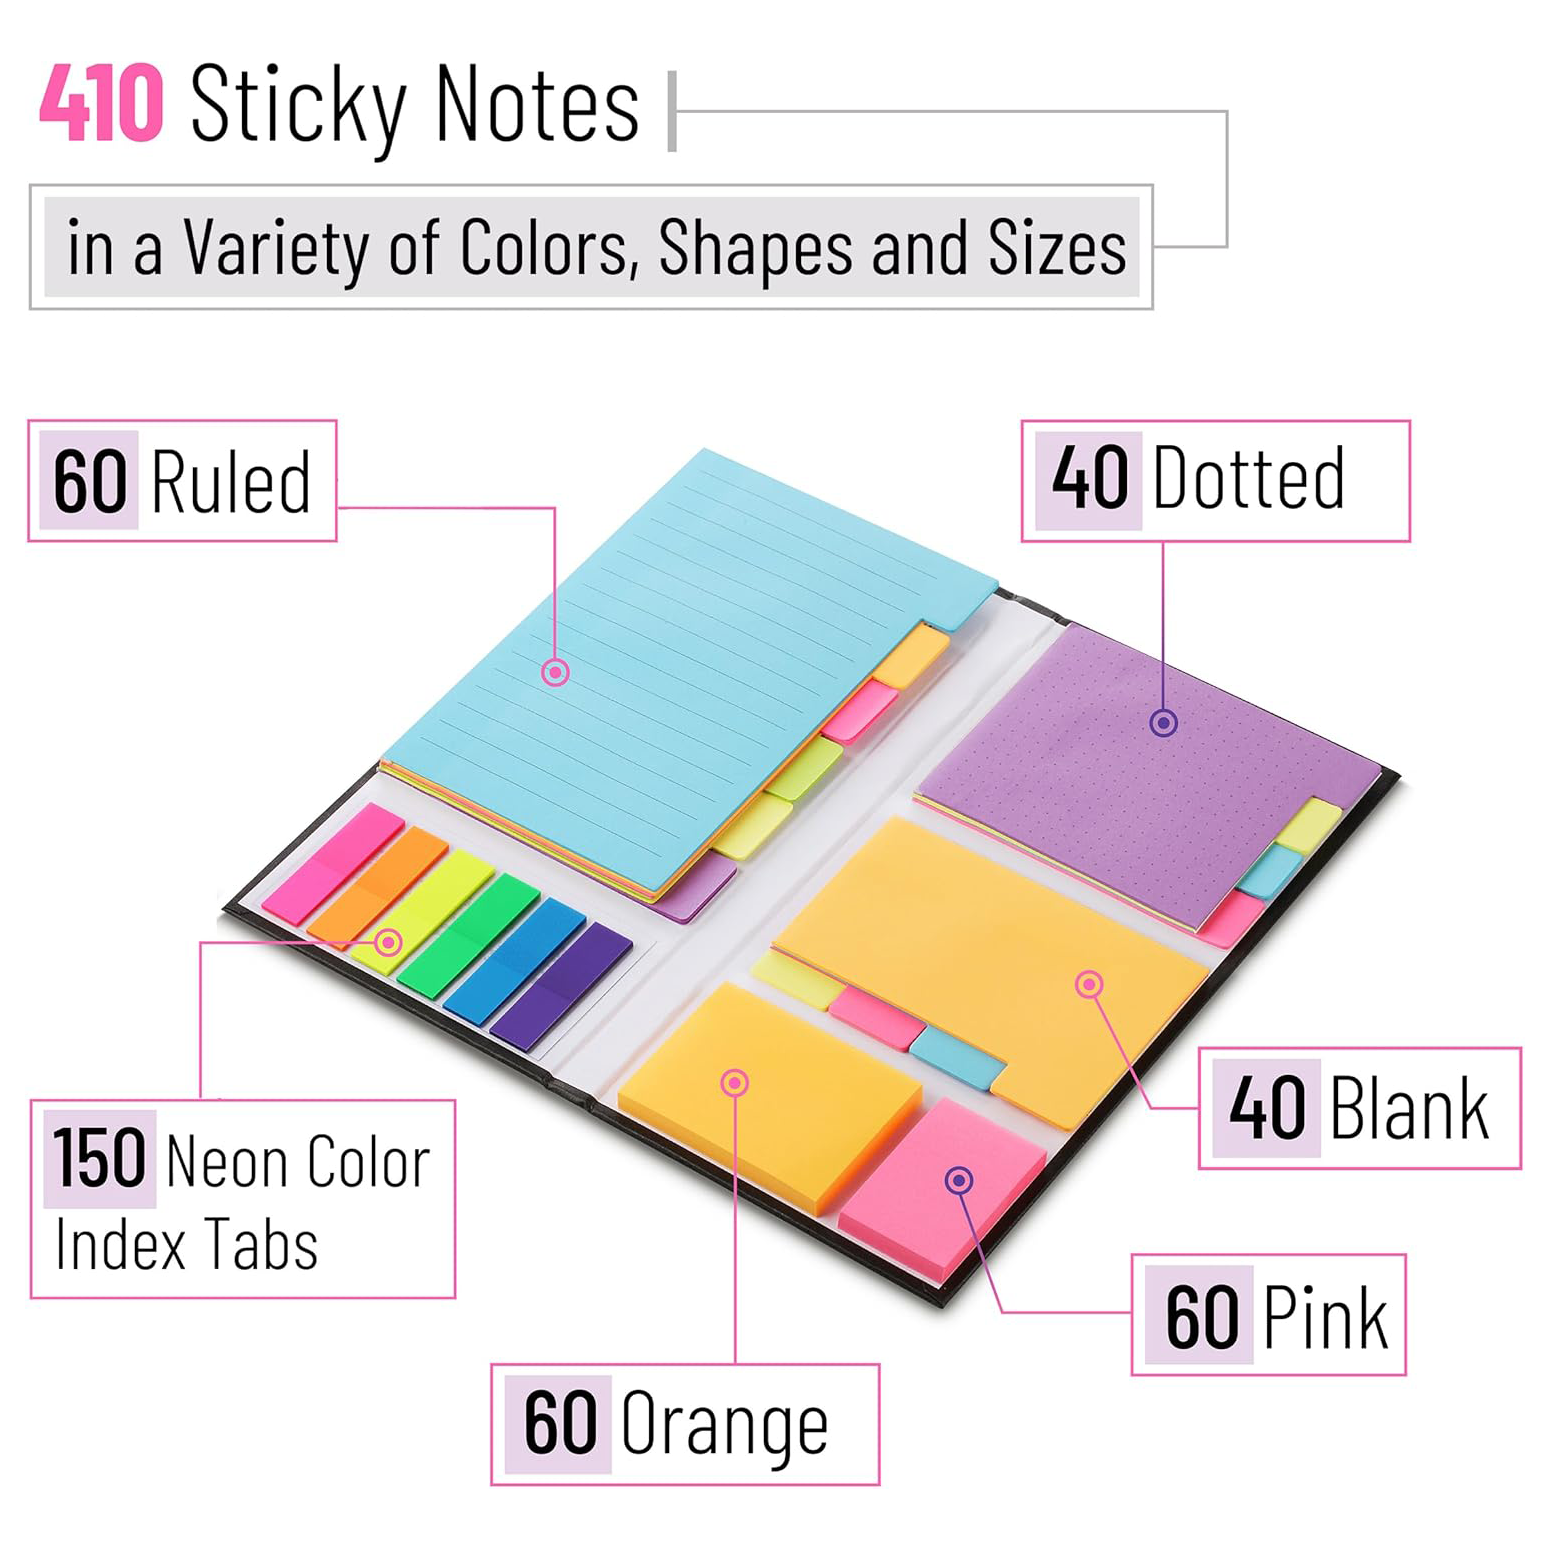 410 Sticky Notes
in a Variety of Colors, Shapes and Sizes
60 Ruled
40 Dotted
150 Neon Color
Index Tabs
40 Blank
60 Pink
60 Orange